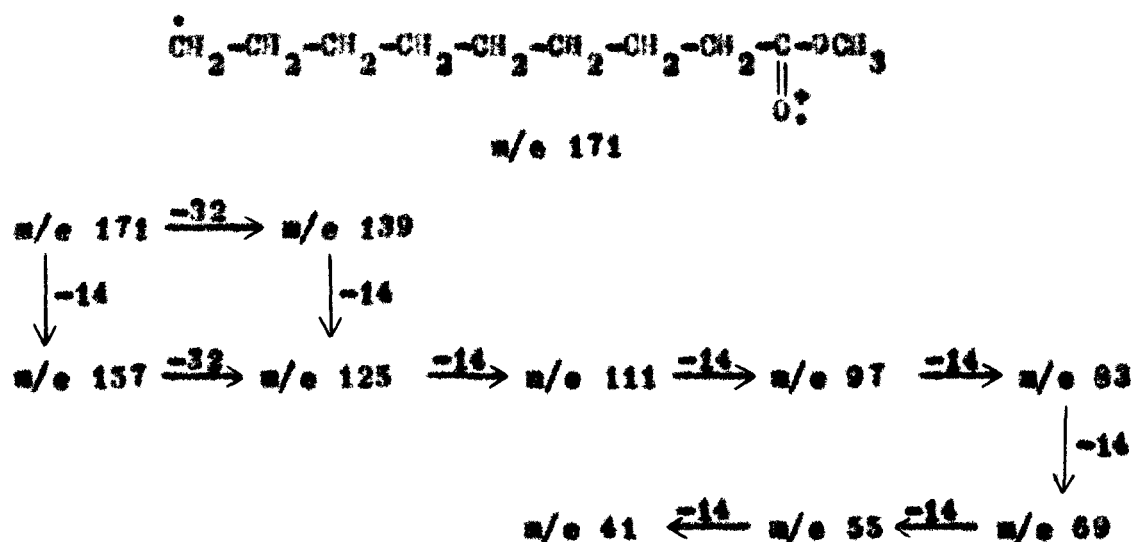 ĊH2-CH2-CH2-CH2-CH2-CH2-CH2-CH2-C-OCH3
||
O
m/e 171
m/e 171 -32 → m/e 139
↓ -14 ↓ -14
m/e 157 -32 → m/e 125 -14 → m/e 111 -14 → m/e 97 -14 → m/e 83
↓ -14
m/e 41 ← -14 m/e 55 ← -14 m/e 69